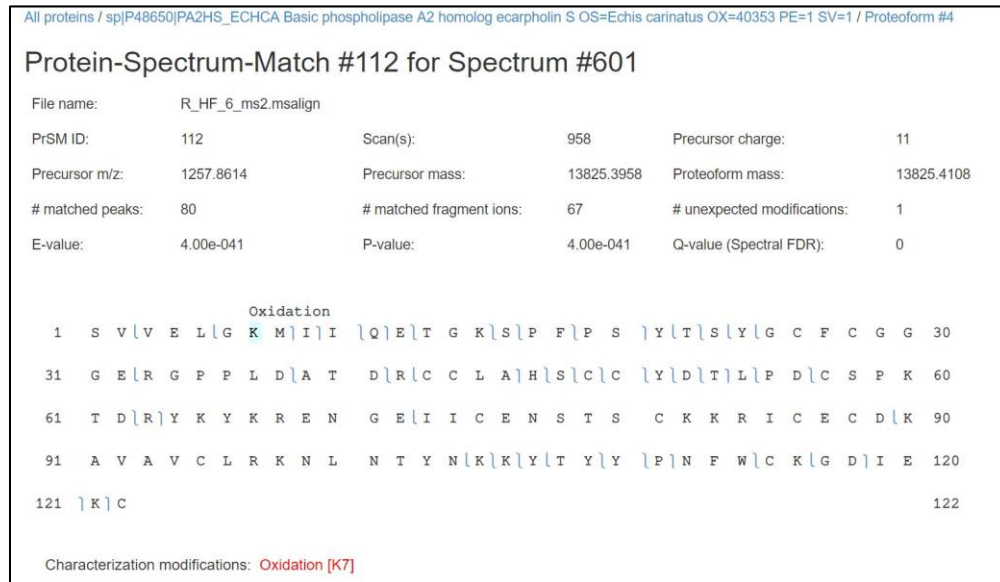 All proteins / sp|P48650|PA2HS_ECHCA Basic phospholipase A2 homolog ecarpholin S OS=Echis carinatus OX=40353 PE=1 SV=1 / Proteoform #4
Protein-Spectrum-Match #112 for Spectrum #601
File name: R_HF_6_ms2.msalign
PrSM ID: 112 Scan(s): 958 Precursor charge: 11
Precursor m/z: 1257.8614 Precursor mass: 13825.3958 Proteoform mass: 13825.4108
# matched peaks: 80 # matched fragment ions: 67 # unexpected modifications: 1
E-value: 4.00e-041 P-value: 4.00e-041 Q-value (Spectral FDR): 0
Oxidation
1 S V V E L G K M I I Q E T G K S P F P S Y T S Y G C F C G G 30
31 G E R G P P L D A T D R C C L A H S C C Y D T L P D C S P K 60
61 T D R Y K Y K R E N G E I I C E N S T S C K K R I C E C D K 90
91 A V A V C L R K N L N T Y N K K Y T Y Y P N F W C K G D I E 120
121 K C 122
Characterization modifications: Oxidation [K7]